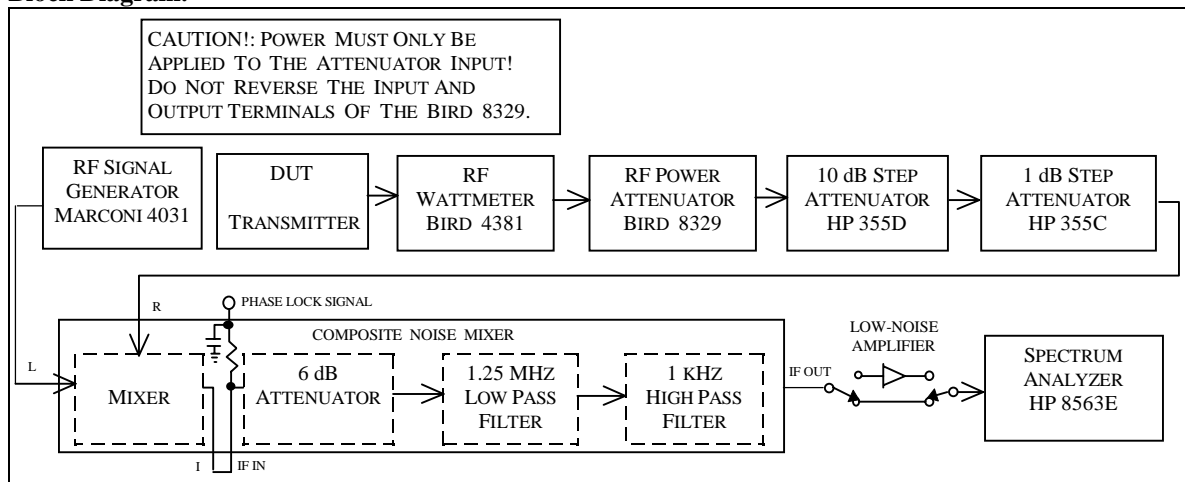 CAUTION!: POWER MUST ONLY BE
APPLIED TO THE ATTENUATOR INPUT!
DO NOT REVERSE THE INPUT AND
OUTPUT TERMINALS OF THE BIRD 8329.
RF SIGNAL
GENERATOR
MARCONI 4031
DUT
TRANSMITTER
RF
WATTMETER
BIRD 4381
RF POWER
ATTENUATOR
BIRD 8329
10 dB STEP
ATTENUATOR
HP 355D
1 dB STEP
ATTENUATOR
HP 355C
R
PHASE LOCK SIGNAL
COMPOSITE NOISE MIXER
L
MIXER
6 dB
ATTENUATOR
1.25 MHZ
LOW PASS
FILTER
1 KHZ
HIGH PASS
FILTER
IF OUT
LOW-NOISE
AMPLIFIER
SPECTRUM
ANALYZER
HP 8563E
I
IF IN